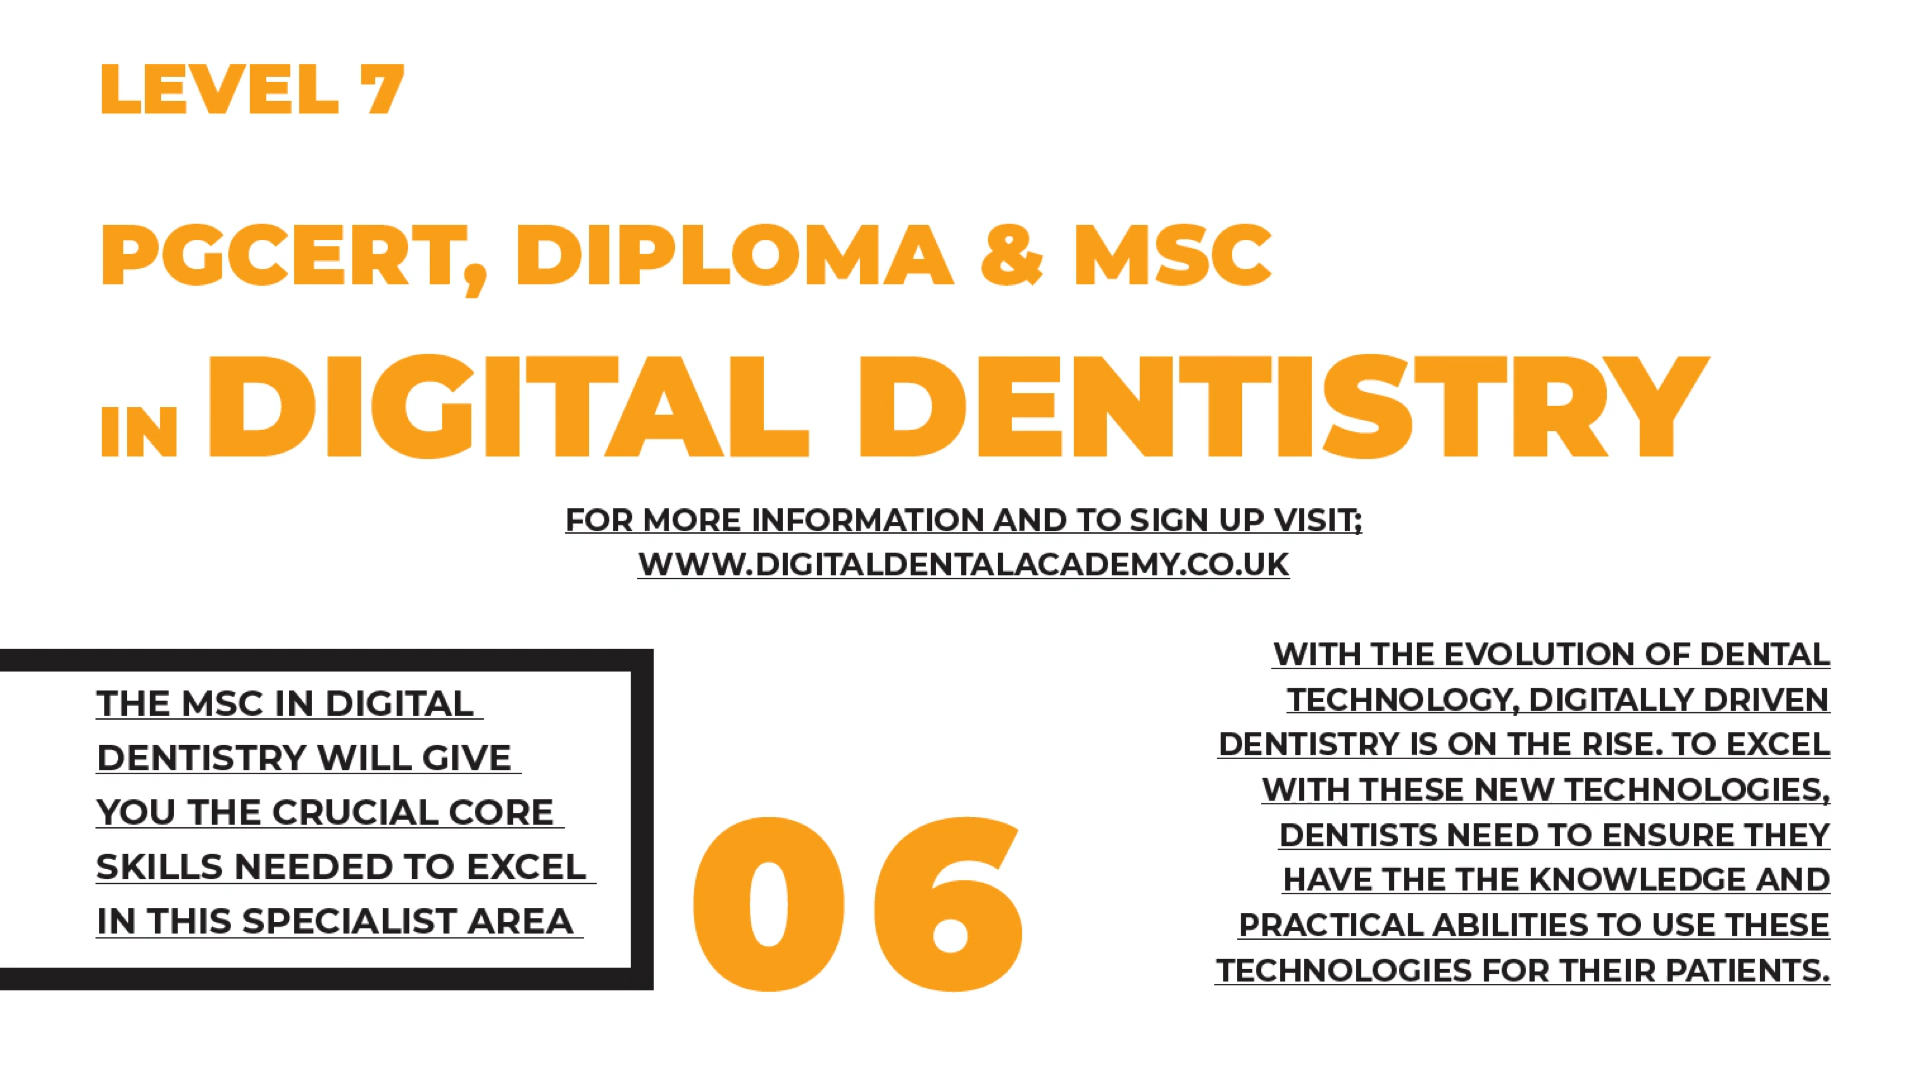 LEVEL 7
PGCERT, DIPLOMA & MSC
IN DIGITAL DENTISTRY
FOR MORE INFORMATION AND TO SIGN UP VISIT;
WWW.DIGITALDENTALACADEMY.CO.UK
THE MSC IN DIGITAL
DENTISTRY WILL GIVE
YOU THE CRUCIAL CORE
SKILLS NEEDED TO EXCEL
IN THIS SPECIALIST AREA
06
WITH THE EVOLUTION OF DENTAL
TECHNOLOGY, DIGITALLY DRIVEN
DENTISTRY IS ON THE RISE. TO EXCEL
WITH THESE NEW TECHNOLOGIES,
DENTISTS NEED TO ENSURE THEY
HAVE THE THE KNOWLEDGE AND
PRACTICAL ABILITIES TO USE THESE
TECHNOLOGIES FOR THEIR PATIENTS.